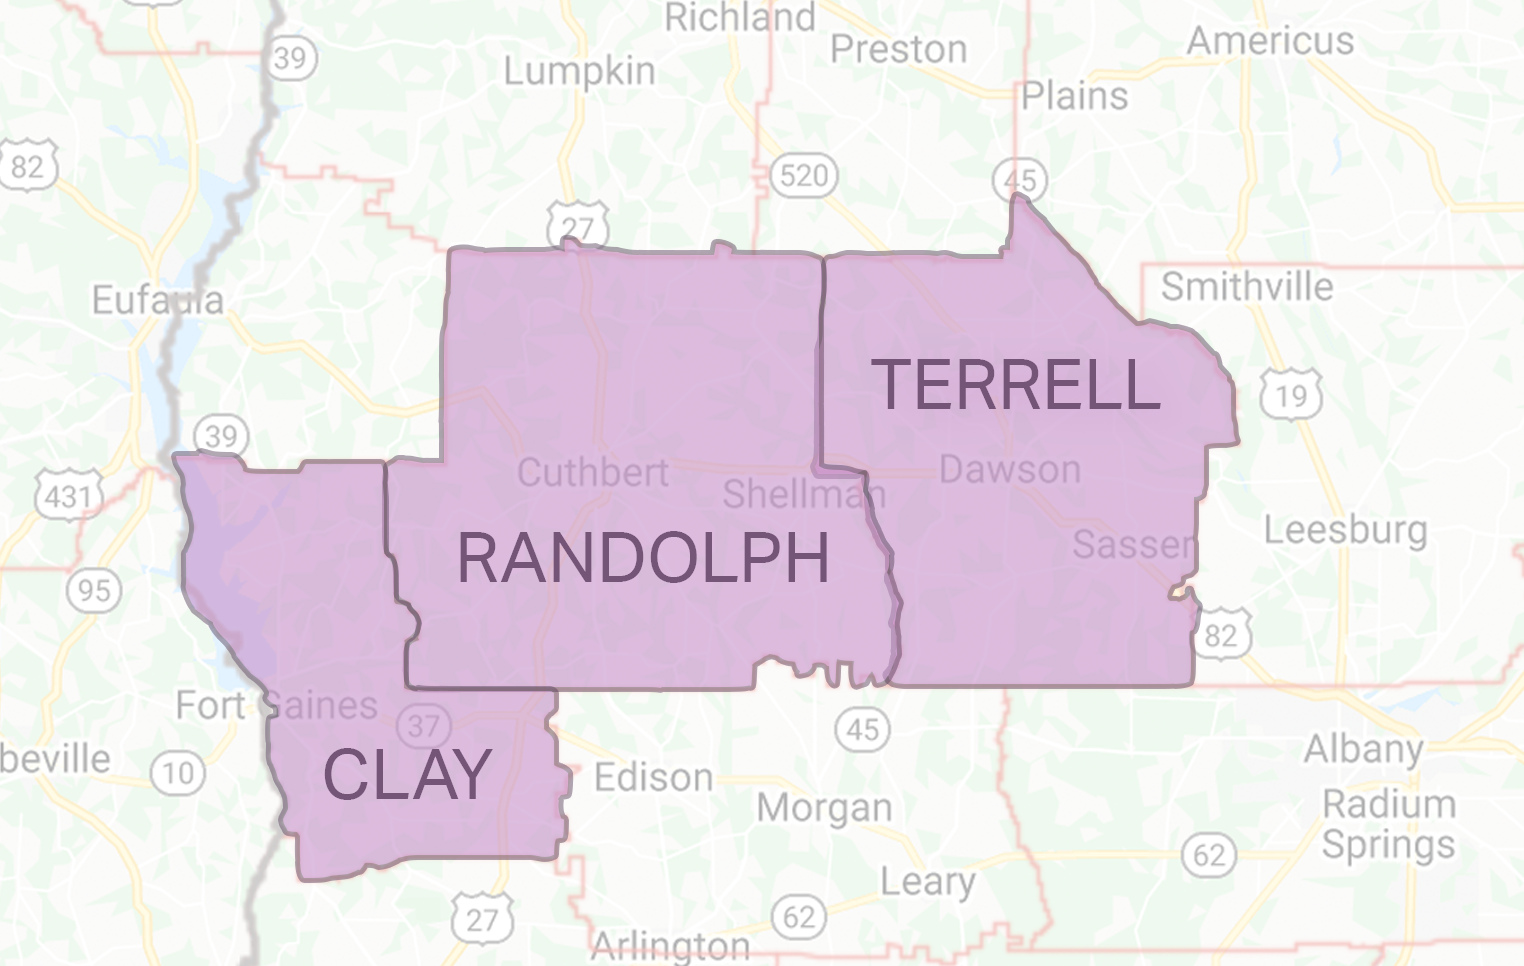 Richland
39
Preston
Americus
Lumpkin
Plains
82
520
45
27
Eufaula
Smithville
TERRELL
19
39
Cuthbert
Dawson
431
Shellman
Leesburg
RANDOLPH
Sasser
95
82
Fort Gaines
37
45
Albany
beville
10
CLAY
Edison
Morgan
Radium
Springs
62
Leary
27
62
Arlington